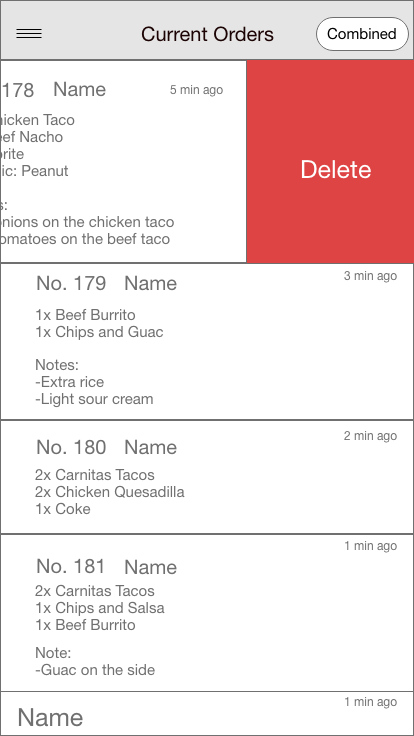 Current Orders Combined
178 Name 5 min ago
hicken Taco
eef Nacho
rito
ic: Peanut
s:
onions on the chicken taco
omatoes on the beef taco
Delete
No. 179 Name 3 min ago
1x Beef Burrito
1x Chips and Guac
Notes:
-Extra rice
-Light sour cream
No. 180 Name 2 min ago
2x Carnitas Tacos
2x Chicken Quesadilla
1x Coke
No. 181 Name 1 min ago
2x Carnitas Tacos
1x Chips and Salsa
1x Beef Burrito
Note:
-Guac on the side
Name 1 min ago